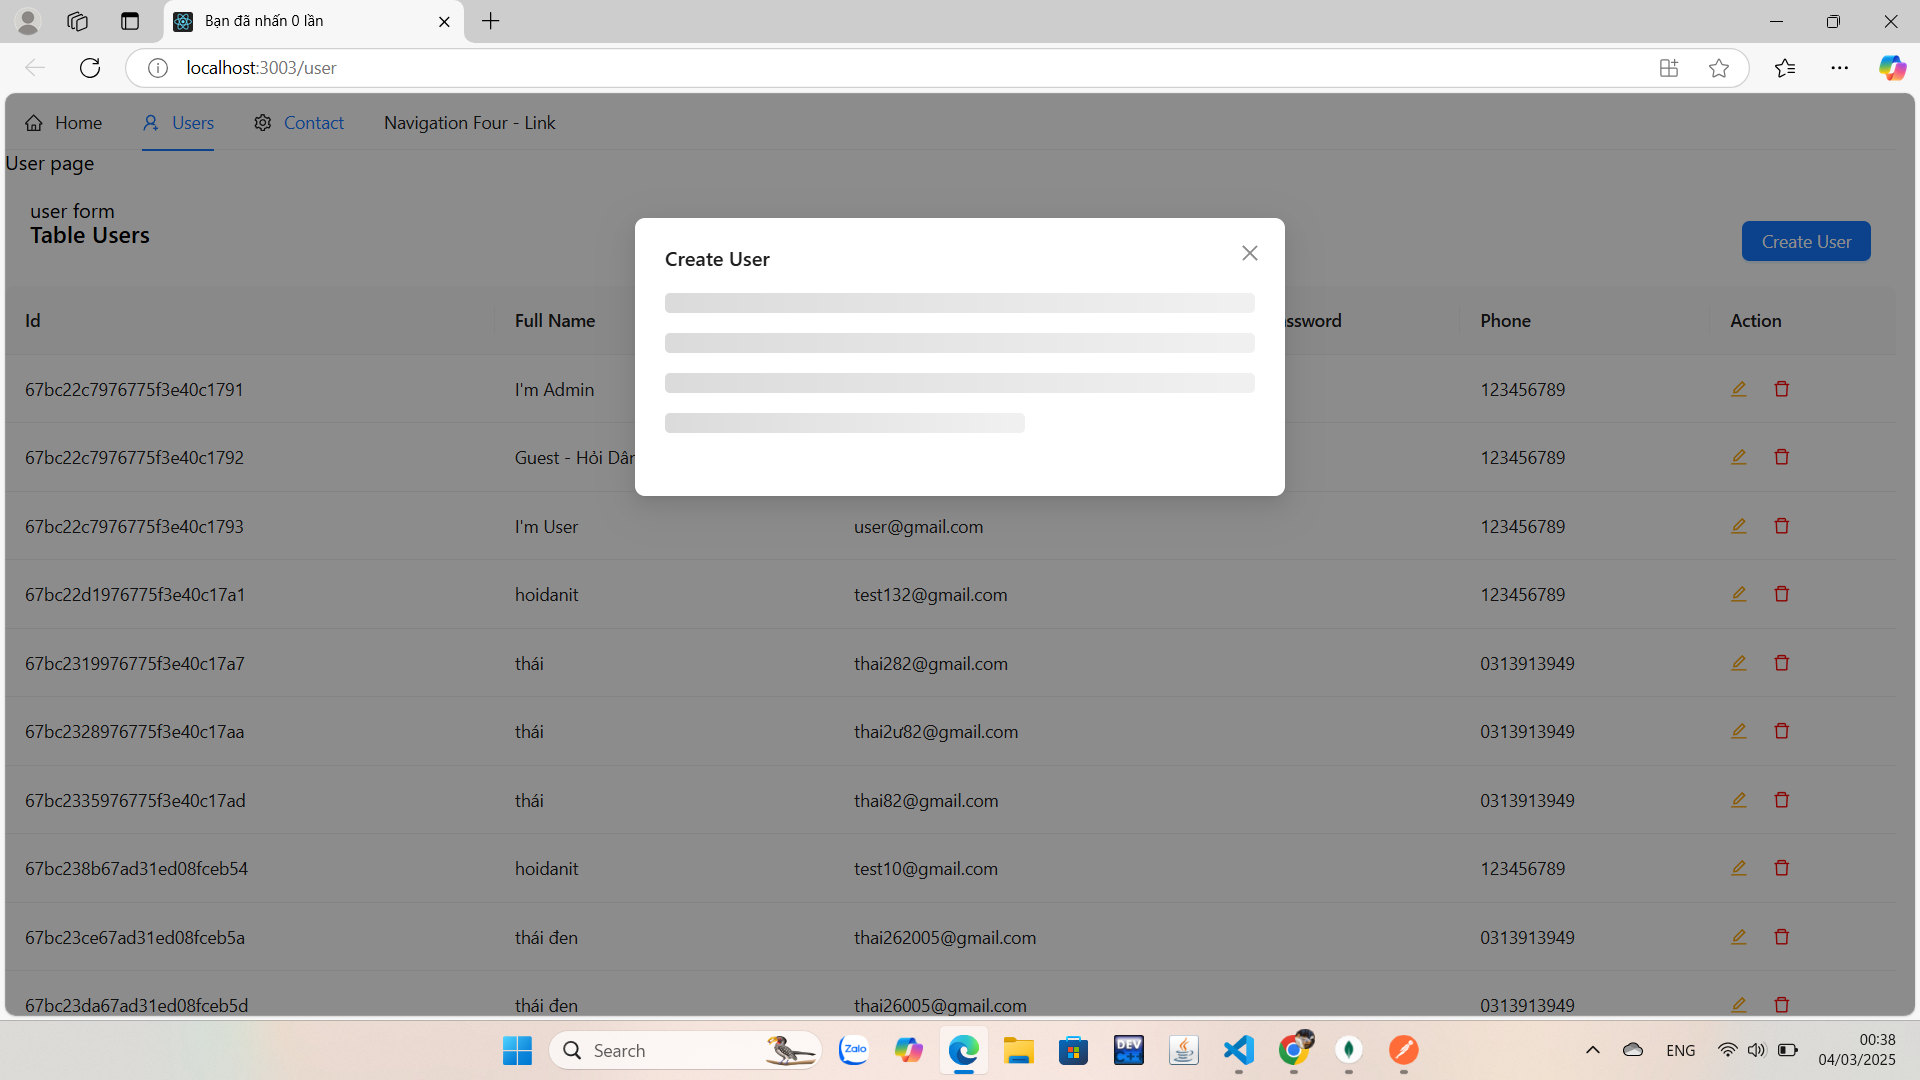 Bạn đã nhấn 0 lần
localhost:3003/user
Home Users Contact Navigation Four - Link
User page
user form
Table Users
Create User
Create User
Id Full Name Phone Action
67bc22c7976775f3e40c1791 I'm Admin 123456789
67bc22c7976775f3e40c1792 Guest - Hỏi 123456789
67bc22c7976775f3e40c1793 I'm User user@gmail.com 123456789
67bc22d1976775f3e40c17a1 hoidanit test132@gmail.com 123456789
67bc2319976775f3e40c17a7 thái thai282@gmail.com 0313913949
67bc2328976775f3e40c17aa thái thai2ư82@gmail.com 0313913949
67bc2335976775f3e40c17ad thái thai82@gmail.com 0313913949
67bc238b67ad31ed08fceb54 hoidanit test10@gmail.com 123456789
67bc23ce67ad31ed08fceb5a thái đen thai262005@gmail.com 0313913949
67bc23da67ad31ed08fceb5d thái đen thai26005@gmail.com 0313913949
Search Zalo DEV C++ ENG 00:38
04/03/2025